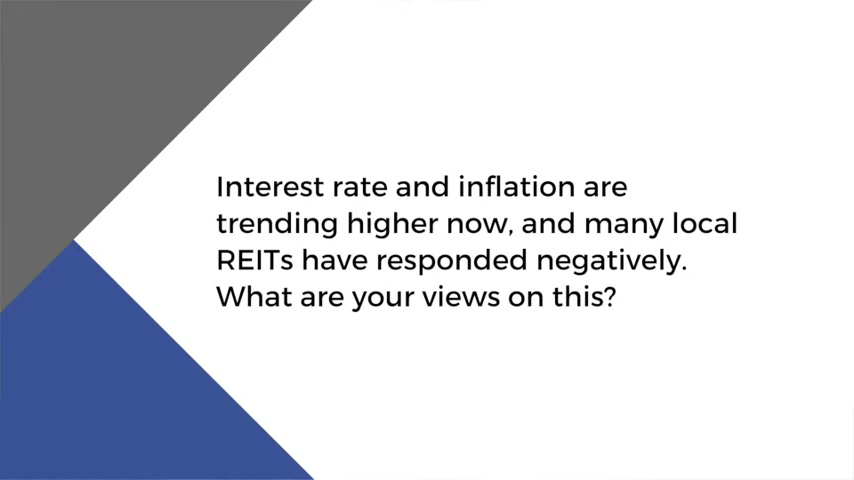 Interest rate and inflation are
trending higher now, and many local
REITs have responded negatively.
What are your views on this?